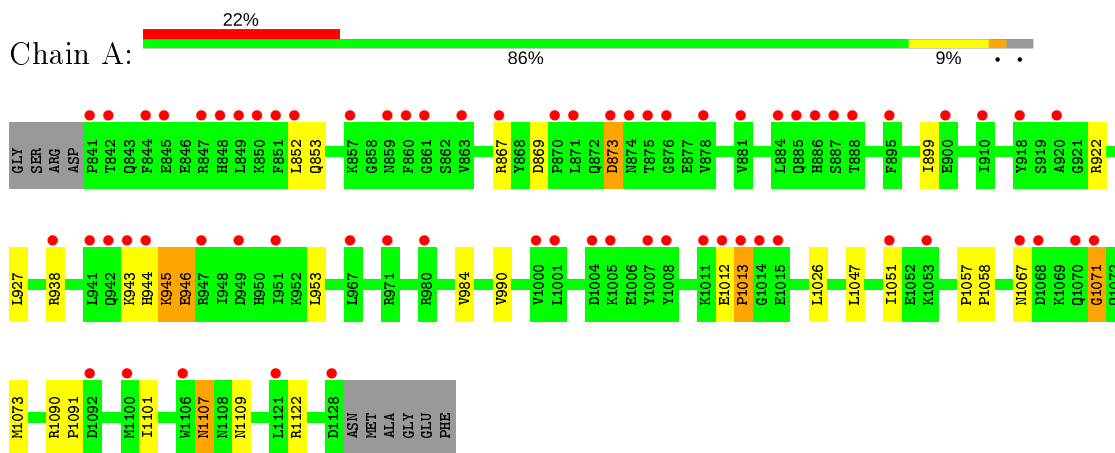 22%
Chain A:
86% 9% • •
GLY SER ARG ASP P841 T842 Q843 F844 E845 E846 R847 H848 L849 K850 F851 L852 Q853 K857 G858 N859 F860 G861 S862 V863 R867 Y868 D869 P870 L871 Q872 D873 N874 T875 G876 E877 V878 V881 L884 Q885 H886 S887 T888 F895 I899 E900 I910 Y918 S919 A920 G921 R922
L927 R938 L941 Q942 K943 H944 K945 E946 R947 I948 D949 H950 I951 K952 L953 L967 R971 R980 V984 V990 V1000 L1001 D1004 K1005 E1006 Y1007 Y1008 K1011 E1012 P1013 G1014 E1015 L1026 L1047 I1051 E1052 K1053 P1057 P1058 N1067 D1068 K1069 Q1070 G1071
M1073 R1090 P1091 D1092 M1100 I1101 W1106 N1107 N1108 N1109 L1121 R1122 D1128 ASN MET ALA GLY GLU PHE